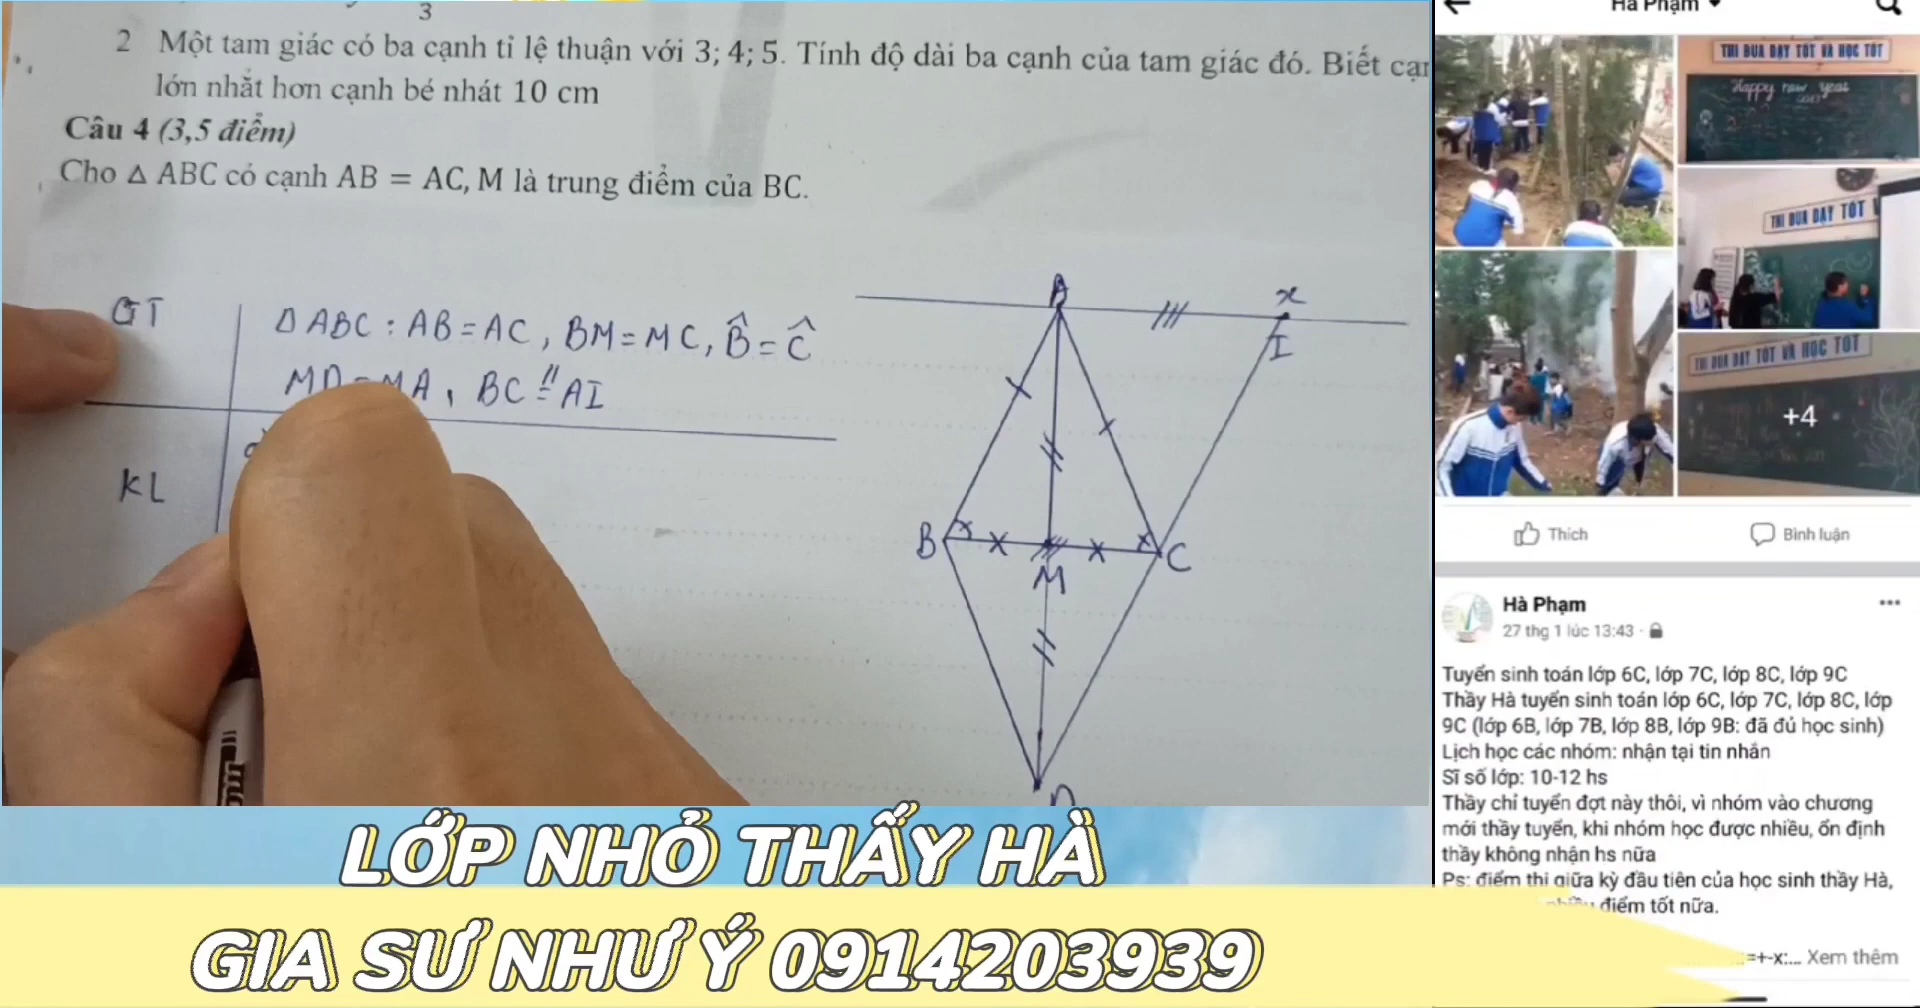 3
2 Một tam giác có ba cạnh tỉ lệ thuận với 3; 4; 5. Tính độ dài ba cạnh của tam giác đó. Biết cạn
lớn nhăt hơn cạnh bé nhát 10 cm
Câu 4 (3,5 điểm)
Cho △ ABC có cạnh AB = AC, M là trung điểm của BC.
GT
Δ ABC : AB = AC, BM = MC, B̂ = Ĉ
MD = MA, BC // = AI
KL
A
x
I
B
M
C
D
LỚP NHỎ THẤY HÀ
GIA SƯ NHƯ Ý 0914203939
Hà Phạm
THI ĐUA DẠY TỐT VÀ HỌC TỐT
Happy new year
THI ĐUA DẠY TỐT V
THI ĐUA DẠY TỐT VÀ HỌC TỐT
+4
Thích
Bình luận
Hà Phạm
27 thg 1 lúc 13:43
Tuyển sinh toán lớp 6C, lớp 7C, lớp 8C, lớp 9C
Thầy Hà tuyển sinh toán lớp 6C, lớp 7C, lớp 8C, lớp
9C (lớp 6B, lớp 7B, lớp 8B, lớp 9B: đã đủ học sinh)
Lịch học các nhóm: nhận tại tin nhắn
Sĩ số lớp: 10-12 hs
Thầy chỉ tuyển đợt này thôi, vì nhóm vào chương
mới thầy tuyển, khi nhóm học được nhiều, ổn định
thầy không nhận hs nữa
Ps: điểm thi giữa kỳ đầu tiên của học sinh thầy Hà,
nhiều điểm tốt nữa.
=+-x:... Xem thêm